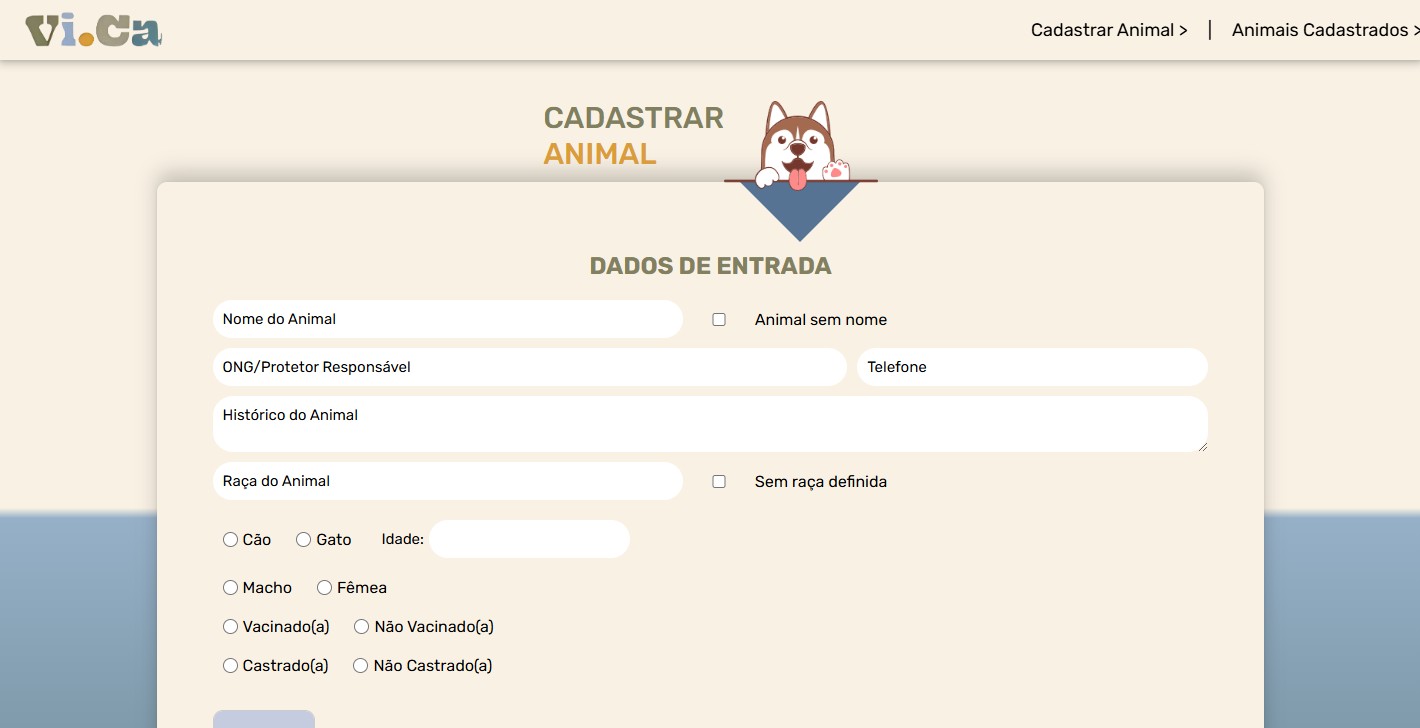 Vi.Ca
Cadastrar Animal > | Animais Cadastrados >
CADASTRAR
ANIMAL
DADOS DE ENTRADA
Nome do Animal Animal sem nome
ONG/Protetor Responsável Telefone
Histórico do Animal
Raça do Animal Sem raça definida
Cão Gato Idade:
Macho Fêmea
Vacinado(a) Não Vacinado(a)
Castrado(a) Não Castrado(a)